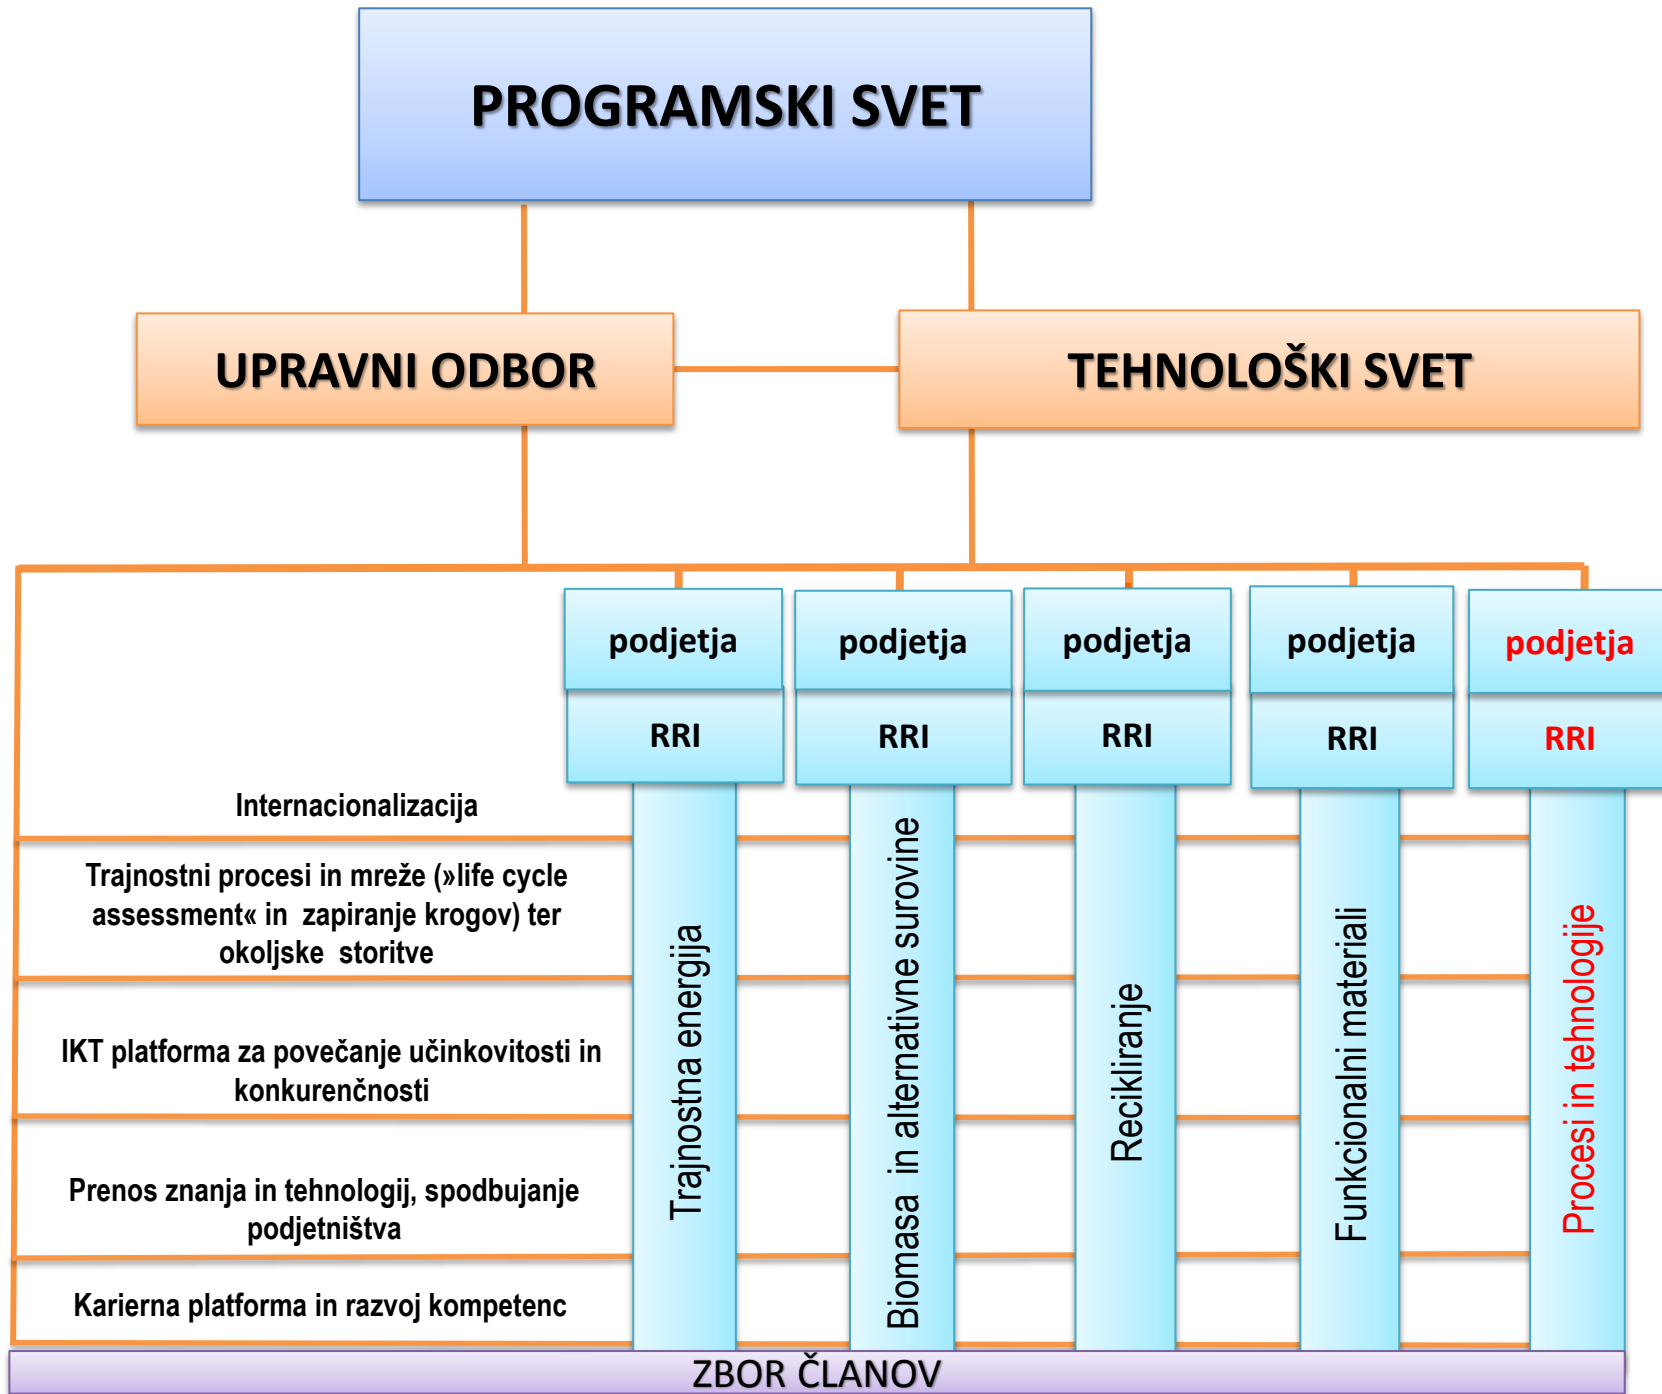 PROGRAMSKI SVET
UPRAVNI ODBOR
TEHNOLOŠKI SVET
podjetja
podjetja
podjetja
podjetja
podjetja
RRI
RRI
RRI
RRI
RRI
Internacionalizacija
Trajnostni procesi in mreže (»life cycle
assessment« in zapiranje krogov) ter
okoljske storitve
IKT platforma za povečanje učinkovitosti in
konkurenčnosti
Prenos znanja in tehnologij, spodbujanje
podjetništva
Karierna platforma in razvoj kompetenc
Trajnostna energija
Biomasa in alternativne surovine
Recikliranje
Funkcionalni materiali
Procesi in tehnologije
ZBOR ČLANOV